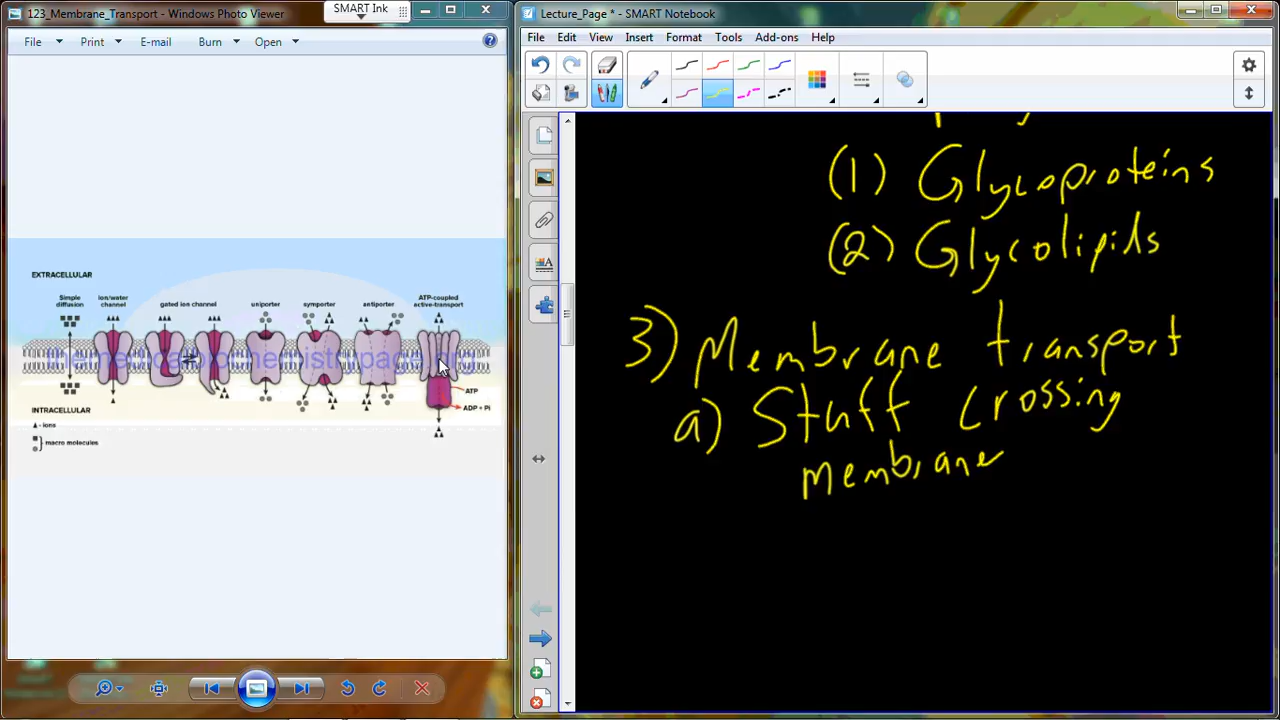 123_Membrane_Transport - Windows Photo Viewer
SMART Ink
File Print E-mail Burn Open
EXTRACELLULAR
Simple diffusion
ion/water channel
gated ion channel
uniporter
symporter
antiporter
ATP-coupled active-transport
themedicalbiochemistrypage.org
ATP
ADP + Pi
INTRACELLULAR
▲ - ions
macro molecules
Lecture_Page * - SMART Notebook
File Edit View Insert Format Tools Add-ons Help
(1) Glycoproteins
(2) Glycolipids
3) Membrane transport
a) Stuff crossing
membrane